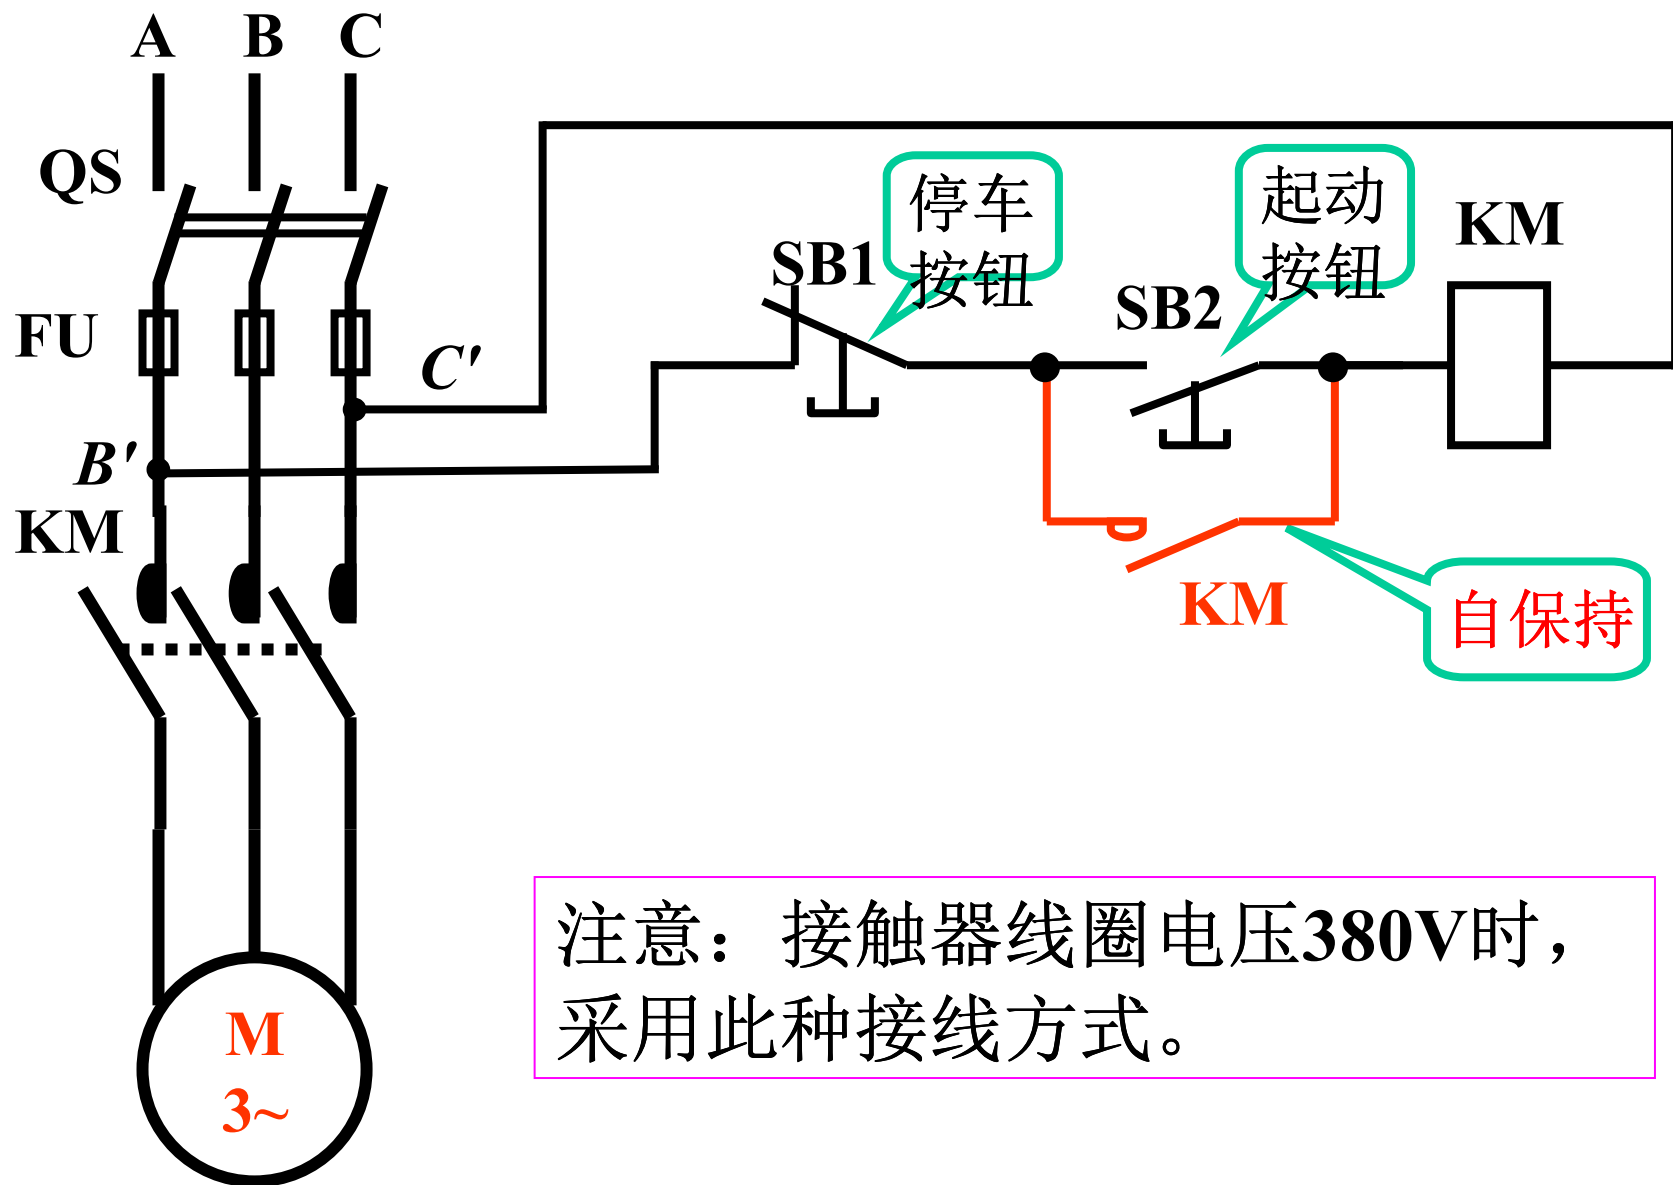 A B C
QS
停车
按钮
起动
按钮
KM
SB1
SB2
FU
C'
B'
KM
KM
自保持
注意：接触器线圈电压380V时，
采用此种接线方式。
M
3~